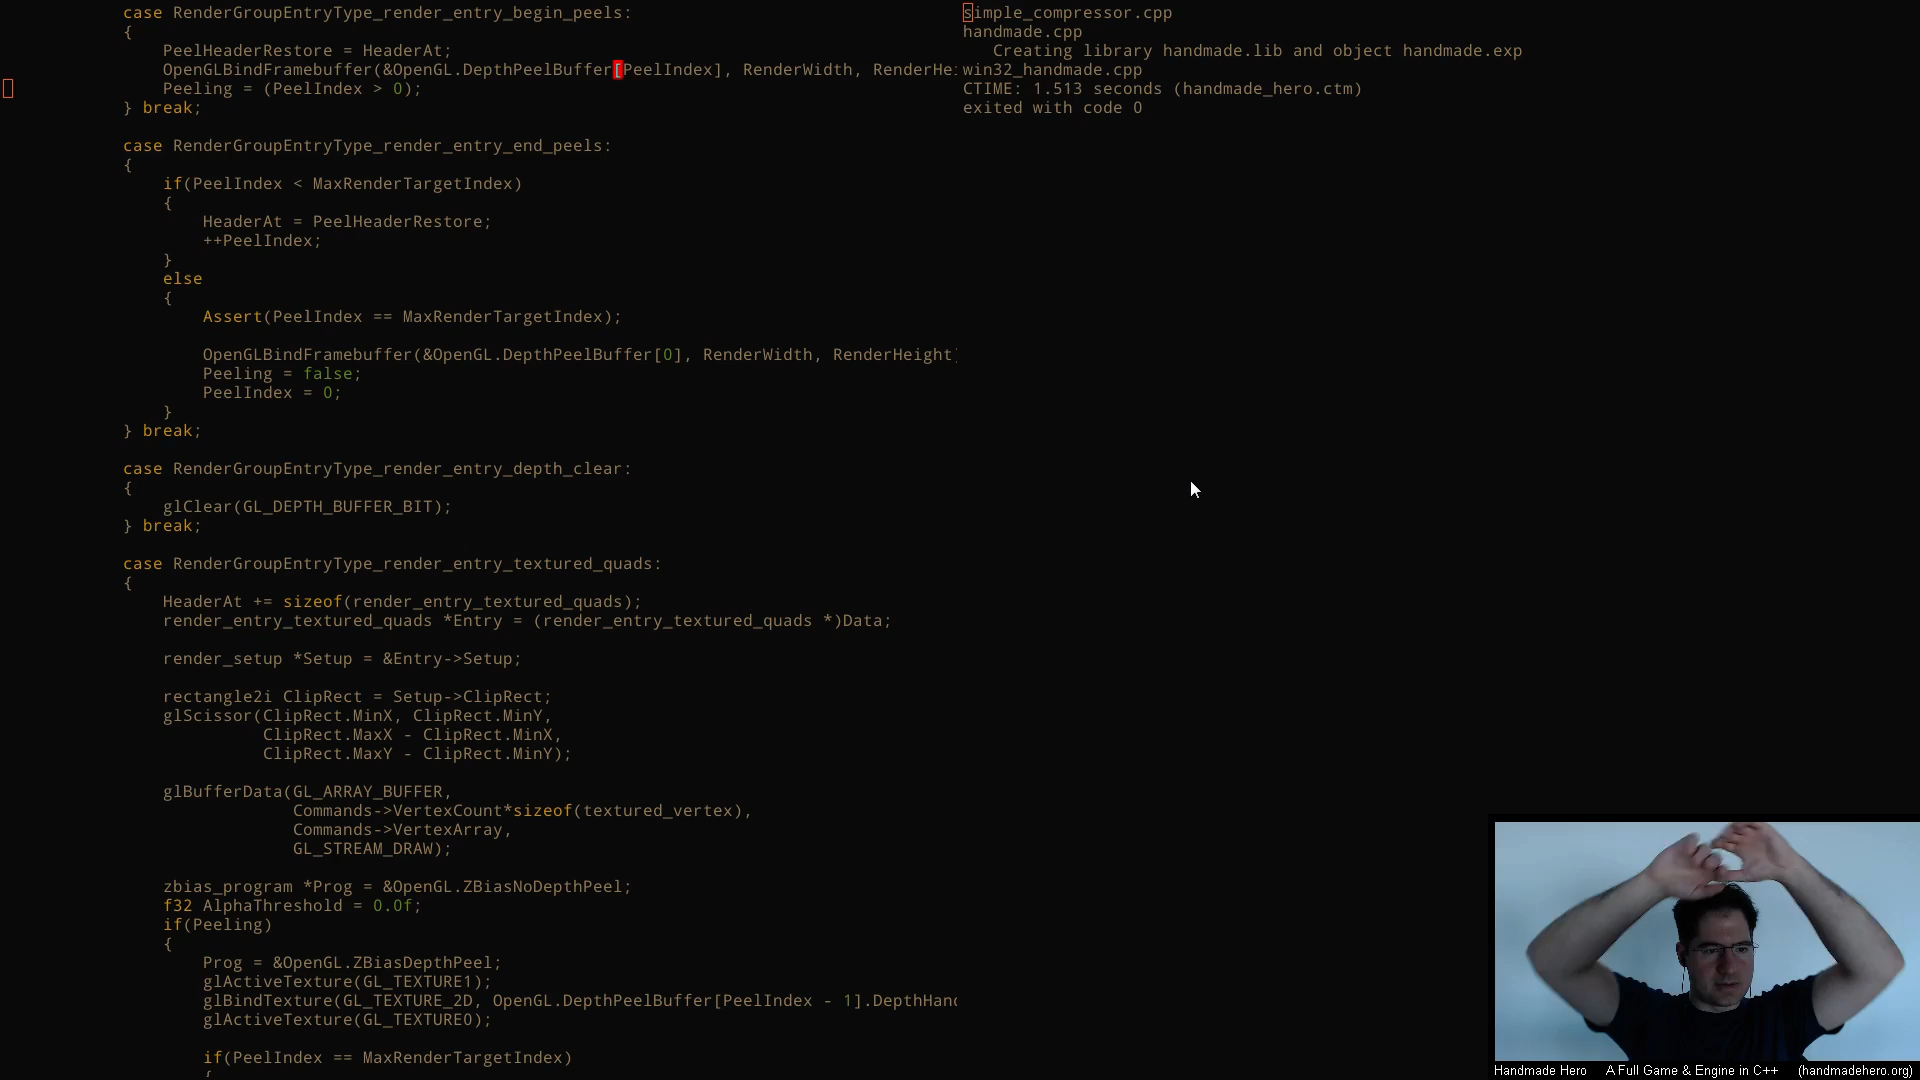 case RenderGroupEntryType_render_entry_begin_peels:
{
PeelHeaderRestore = HeaderAt;
OpenGLBindFramebuffer(&OpenGL.DepthPeelBuffer[PeelIndex], RenderWidth, RenderHe
Peeling = (PeelIndex > 0);
} break;
case RenderGroupEntryType_render_entry_end_peels:
{
if(PeelIndex < MaxRenderTargetIndex)
{
HeaderAt = PeelHeaderRestore;
++PeelIndex;
}
else
{
Assert(PeelIndex == MaxRenderTargetIndex);
OpenGLBindFramebuffer(&OpenGL.DepthPeelBuffer[0], RenderWidth, RenderHeight)
Peeling = false;
PeelIndex = 0;
}
} break;
case RenderGroupEntryType_render_entry_depth_clear:
{
glClear(GL_DEPTH_BUFFER_BIT);
} break;
case RenderGroupEntryType_render_entry_textured_quads:
{
HeaderAt += sizeof(render_entry_textured_quads);
render_entry_textured_quads *Entry = (render_entry_textured_quads *)Data;
render_setup *Setup = &Entry->Setup;
rectangle2i ClipRect = Setup->ClipRect;
glScissor(ClipRect.MinX, ClipRect.MinY,
ClipRect.MaxX - ClipRect.MinX,
ClipRect.MaxY - ClipRect.MinY);
glBufferData(GL_ARRAY_BUFFER,
Commands->VertexCount*sizeof(textured_vertex),
Commands->VertexArray,
GL_STREAM_DRAW);
zbias_program *Prog = &OpenGL.ZBiasNoDepthPeel;
f32 AlphaThreshold = 0.0f;
if(Peeling)
{
Prog = &OpenGL.ZBiasDepthPeel;
glActiveTexture(GL_TEXTURE1);
glBindTexture(GL_TEXTURE_2D, OpenGL.DepthPeelBuffer[PeelIndex - 1].DepthHand
glActiveTexture(GL_TEXTURE0);
if(PeelIndex == MaxRenderTargetIndex)
{
simple_compressor.cpp
handmade.cpp
Creating library handmade.lib and object handmade.exp
win32_handmade.cpp
CTIME: 1.513 seconds (handmade_hero.ctm)
exited with code 0
Handmade Hero A Full Game & Engine in C++ (handmadehero.org)